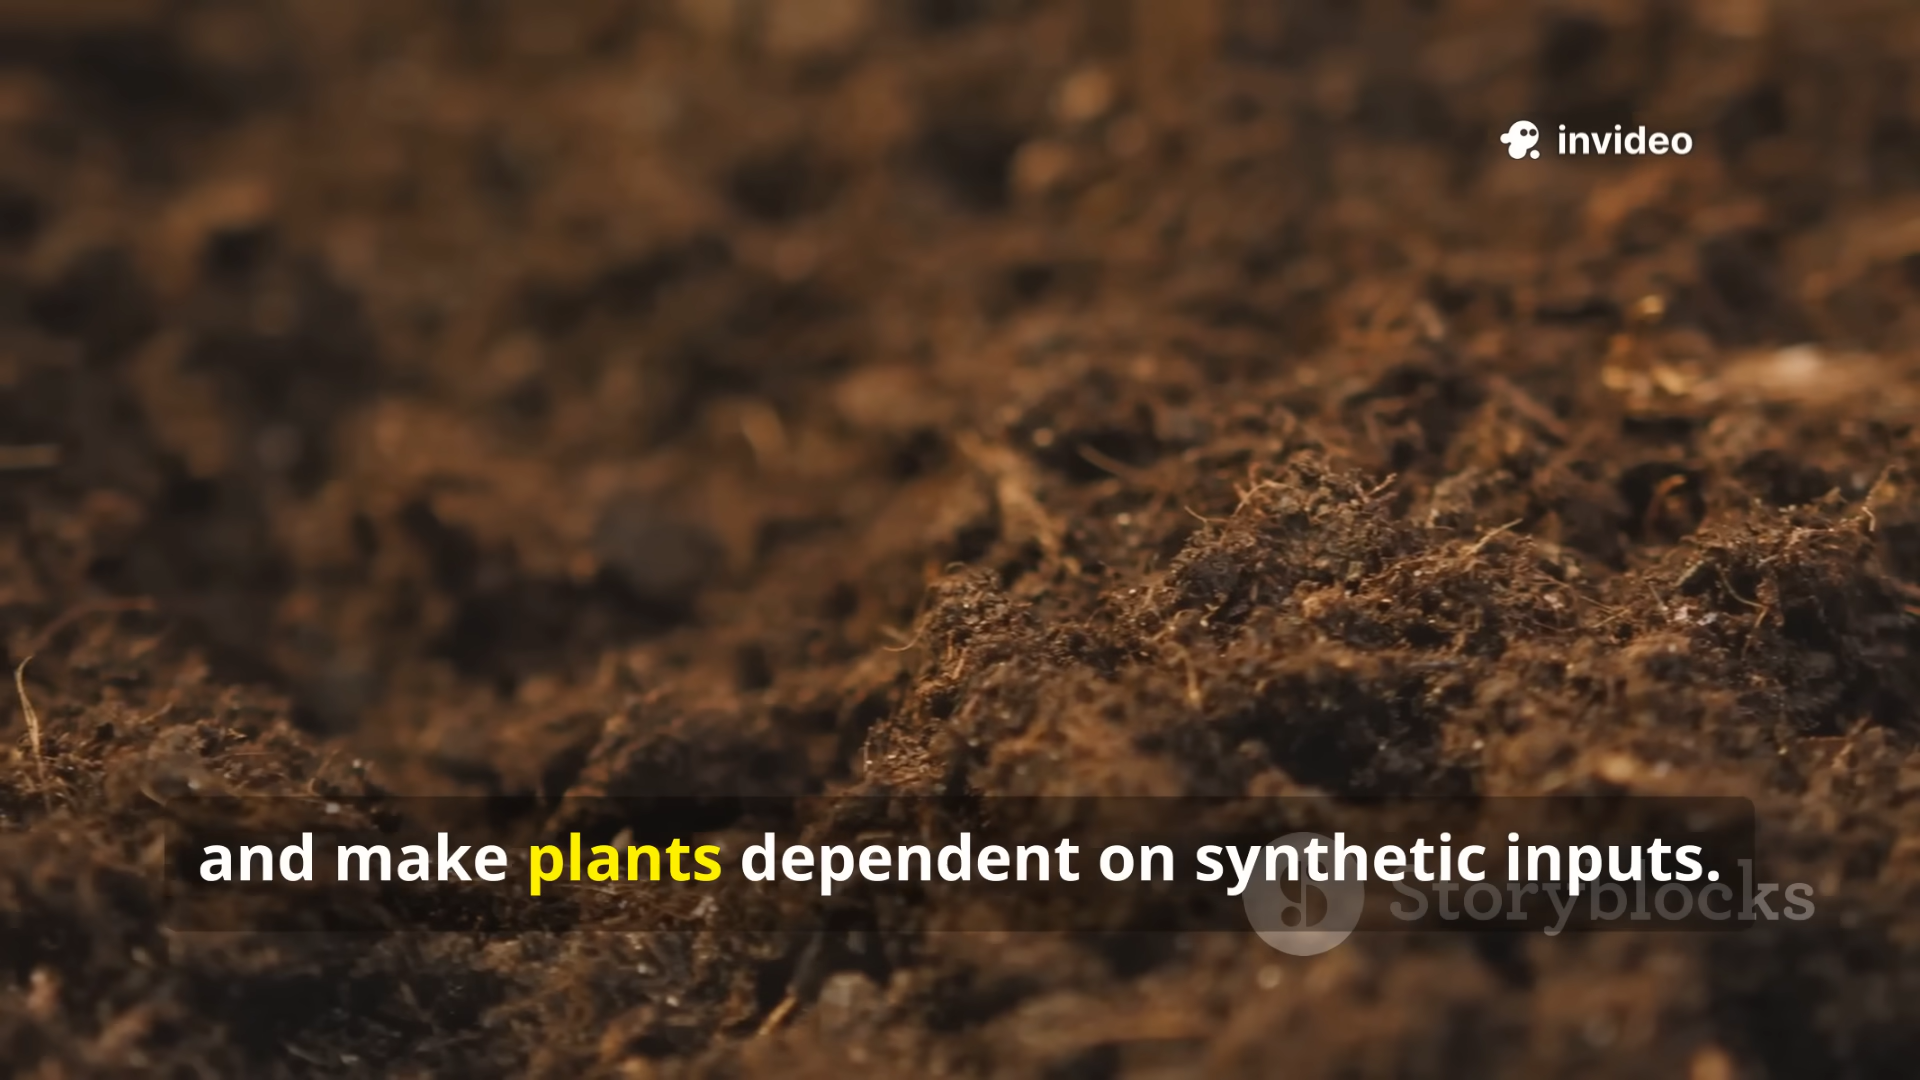 invideo
and make plants dependent on synthetic inputs.
Storyblocks